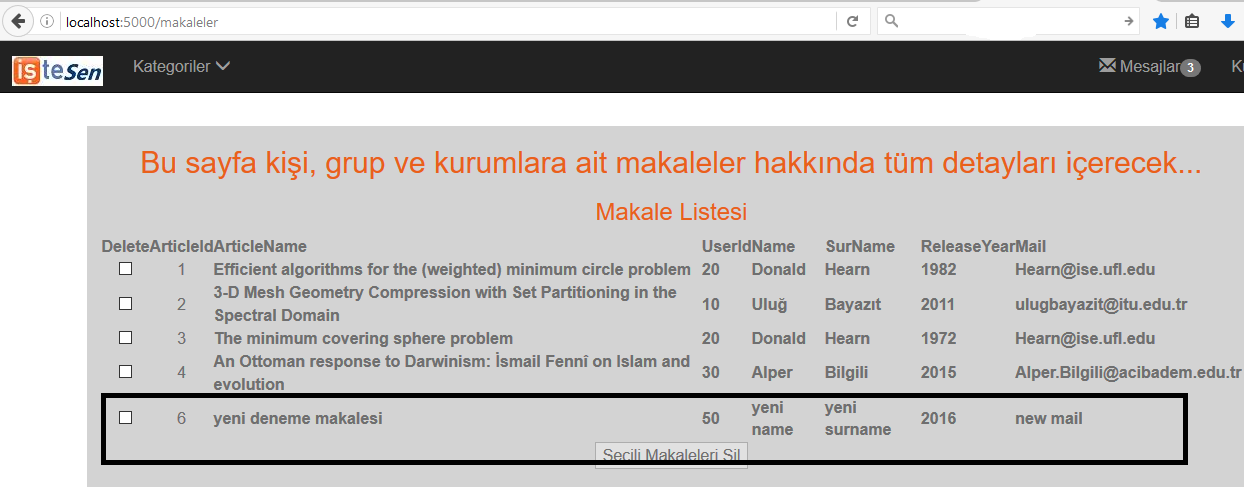 localhost:5000/makaleler
işteSen Kategoriler Mesajlar 3 K
Bu sayfa kişi, grup ve kurumlara ait makaleler hakkında tüm detayları içerecek...
Makale Listesi
Delete ArticleId ArticleName UserId Name SurName ReleaseYear Mail
1 Efficient algorithms for the (weighted) minimum circle problem 20 Donald Hearn 1982 Hearn@ise.ufl.edu
3-D Mesh Geometry Compression with Set Partitioning in the
2 10 Uluğ Bayazıt 2011 ulugbayazit@itu.edu.tr
Spectral Domain
3 The minimum covering sphere problem 20 Donald Hearn 1972 Hearn@ise.ufl.edu
An Ottoman response to Darwinism: İsmail Fennî on Islam and
4 30 Alper Bilgili 2015 Alper.Bilgili@acibadem.edu.tr
evolution
yeni yeni
6 yeni deneme makalesi 50 2016 new mail
name surname
Seçili Makaleleri Sil